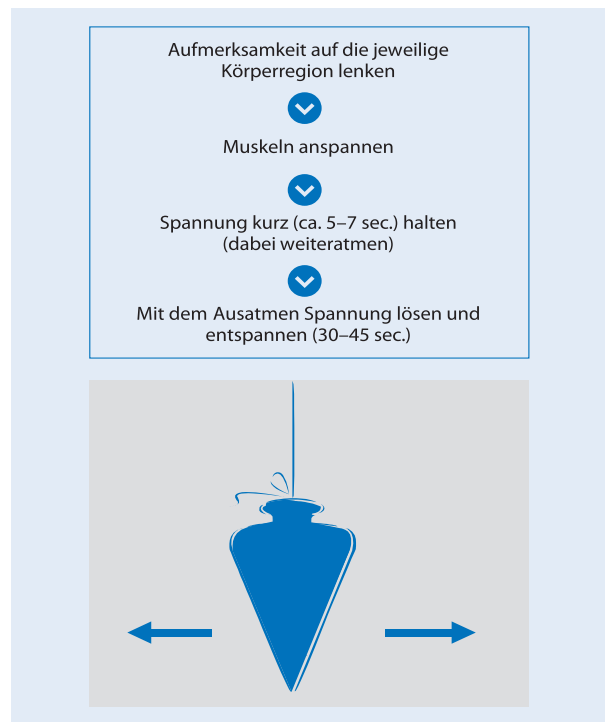 Aufmerksamkeit auf die jeweilige
Körperregion lenken
Muskeln anspannen
Spannung kurz (ca. 5–7 sec.) halten
(dabei weiteratmen)
Mit dem Ausatmen Spannung lösen und
entspannen (30–45 sec.)